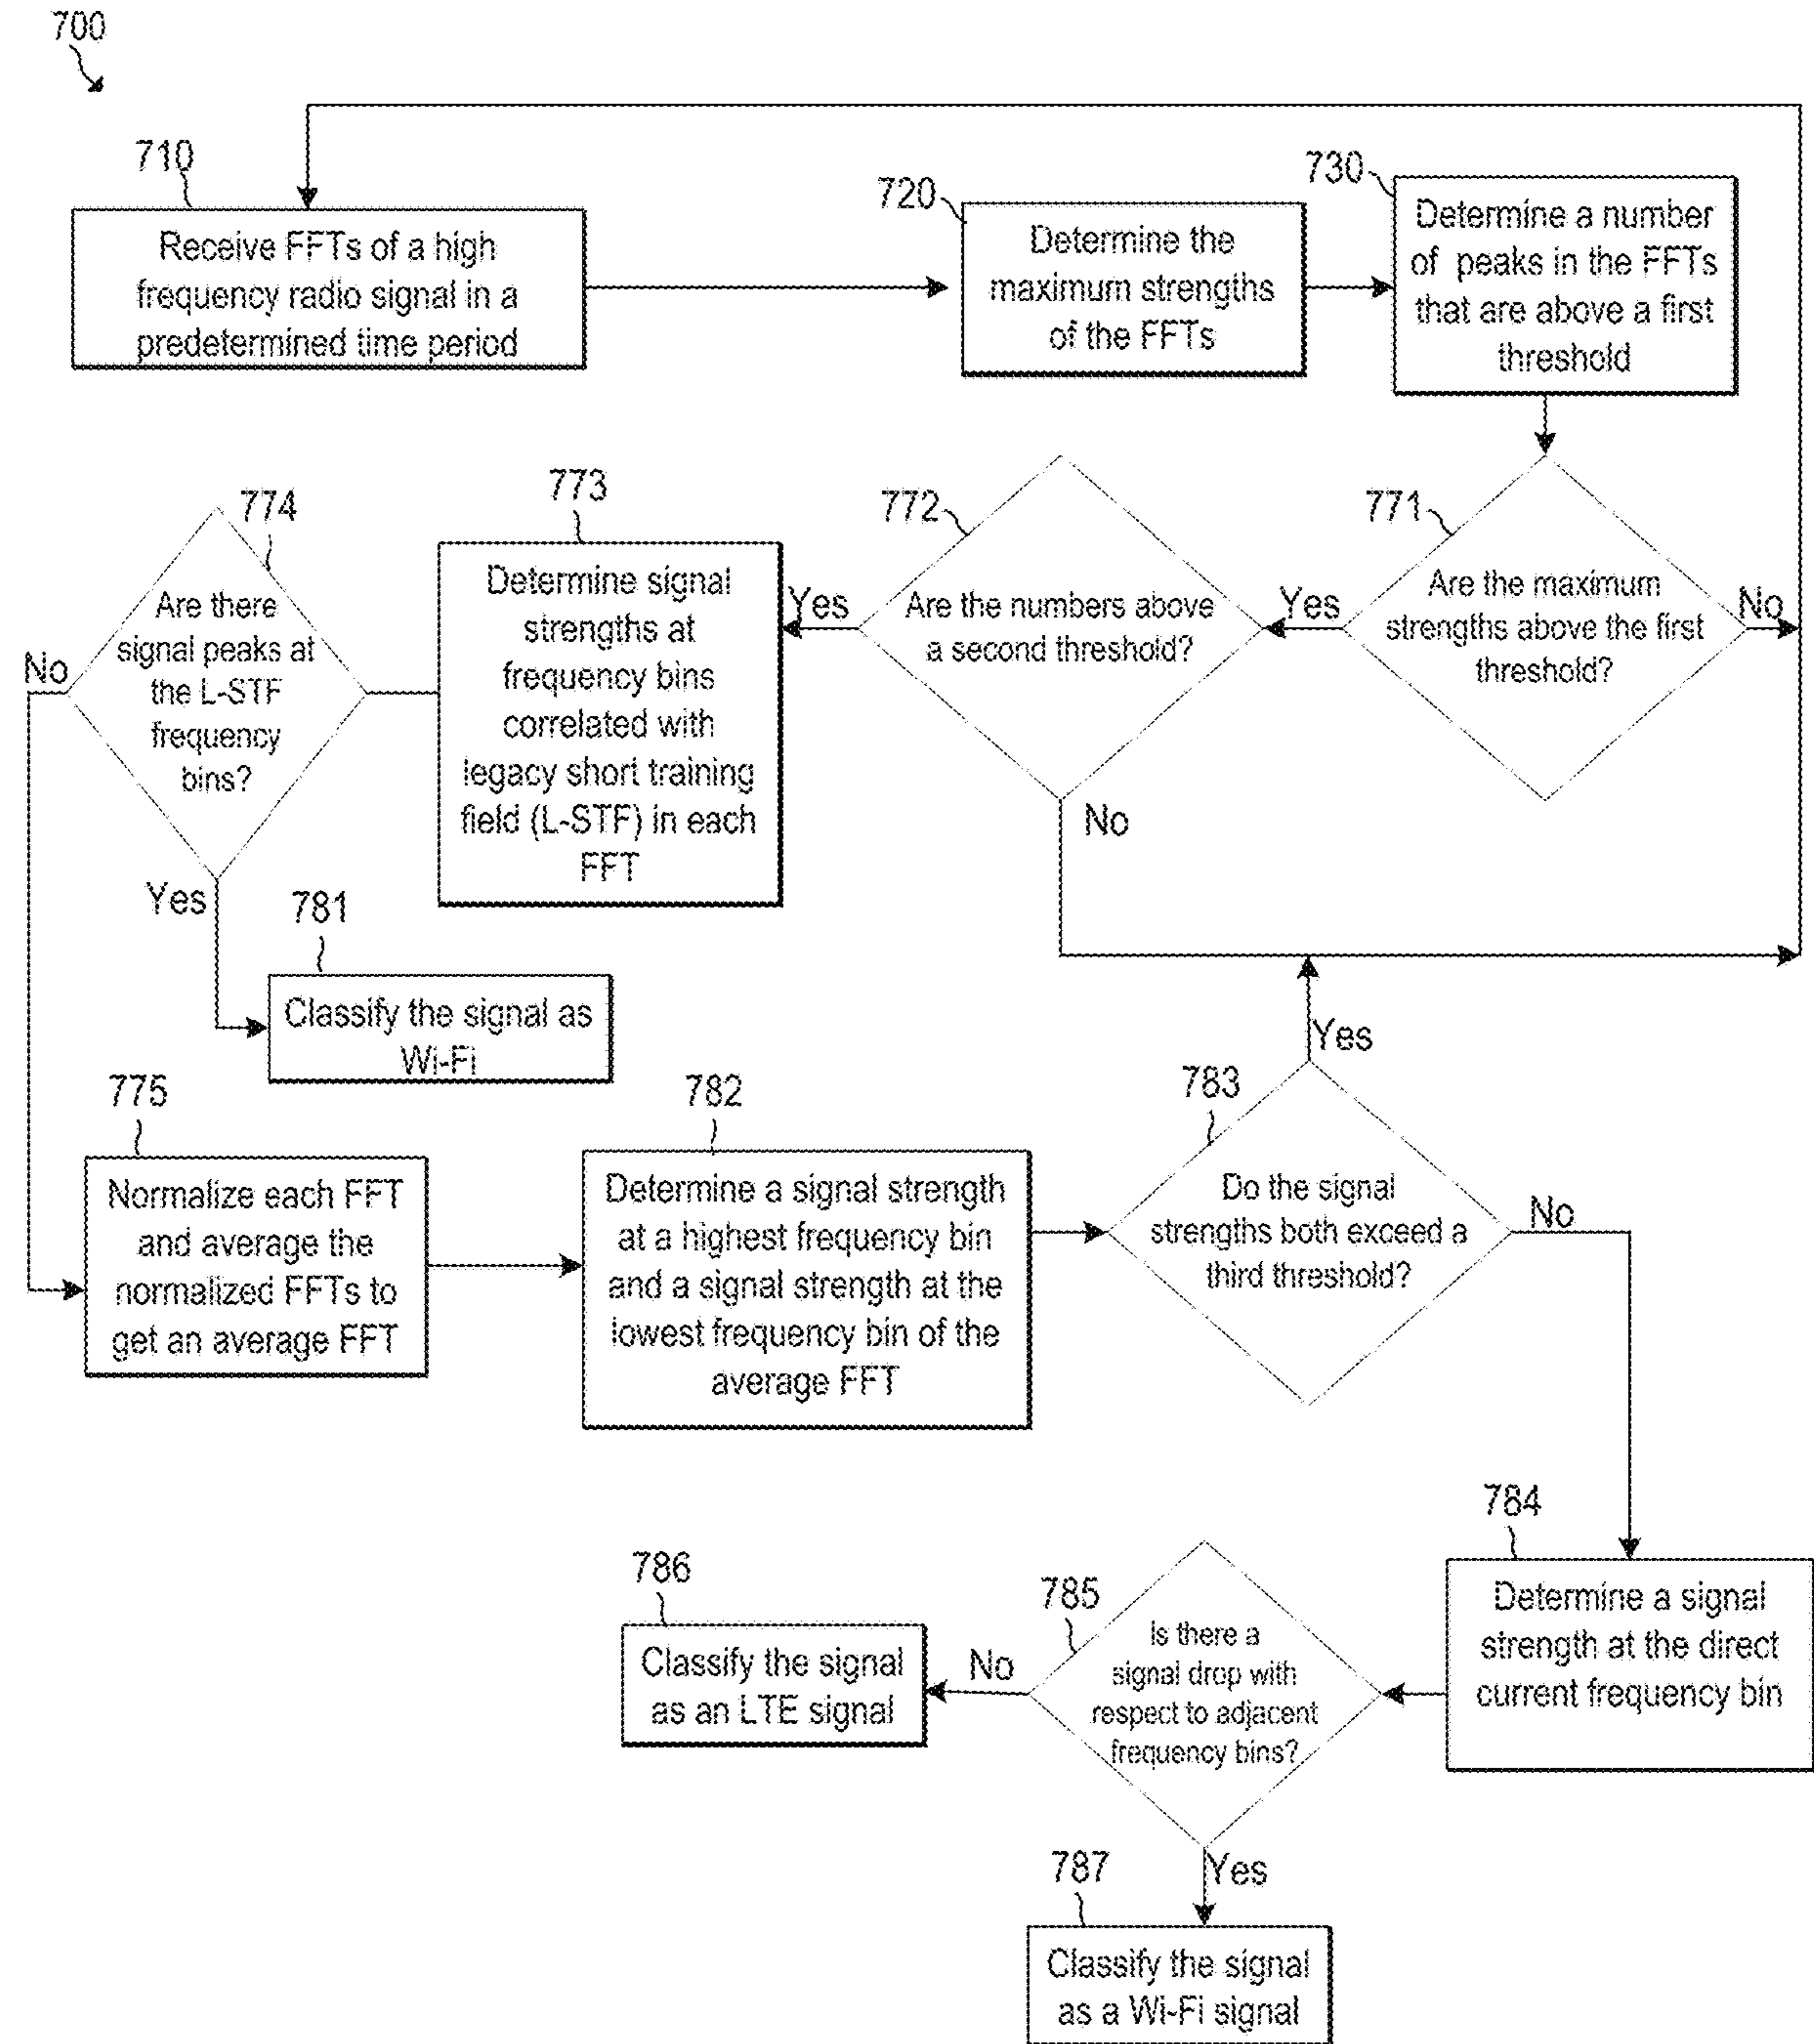 700
710
Receive FFTs of a high
frequency radio signal in a
predetermined time period
720
Determine the
maximum strengths
of the FFTs
730
Determine a number
of peaks in the FFTs
that are above a first
threshold
771
Are the maximum
strengths above the first
threshold?
No
Yes
772
Are the numbers above
a second threshold?
Yes
No
773
Determine signal
strengths at
frequency bins
correlated with
legacy short training
field (L-STF) in each
FFT
774
Are there
signal peaks at
the L-STF
frequency
bins?
No
Yes
781
Classify the signal as
Wi-Fi
775
Normalize each FFT
and average the
normalized FFTs to
get an average FFT
782
Determine a signal strength
at a highest frequency bin
and a signal strength at the
lowest frequency bin of the
average FFT
783
Do the signal
strengths both exceed a
third threshold?
Yes
No
784
Determine a signal
strength at the direct
current frequency bin
785
Is there a
signal drop with
respect to adjacent
frequency bins?
No
Yes
786
Classify the signal
as an LTE signal
787
Classify the signal
as a Wi-Fi signal